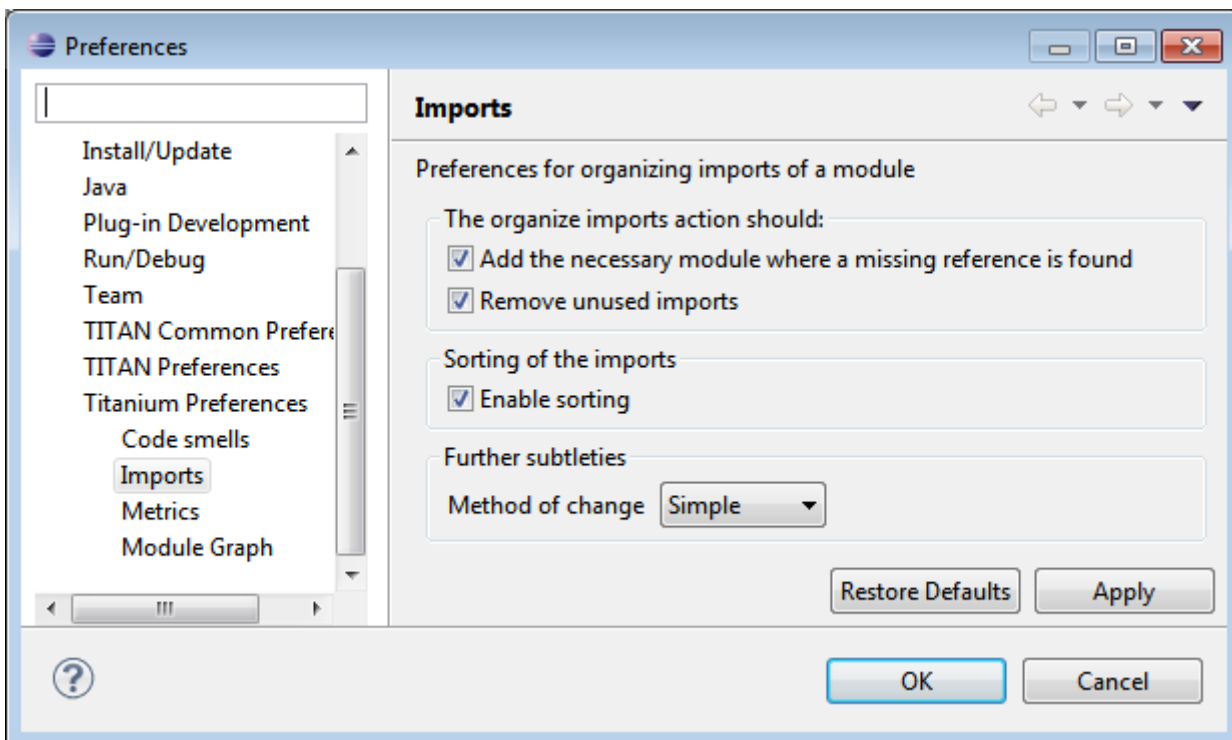 Preferences
Install/Update
Java
Plug-in Development
Run/Debug
Team
TITAN Common Prefere
TITAN Preferences
Titanium Preferences
Code smells
Imports
Metrics
Module Graph
Imports
Preferences for organizing imports of a module
The organize imports action should:
Add the necessary module where a missing reference is found
Remove unused imports
Sorting of the imports
Enable sorting
Further subtleties
Method of change Simple
Restore Defaults Apply
OK Cancel